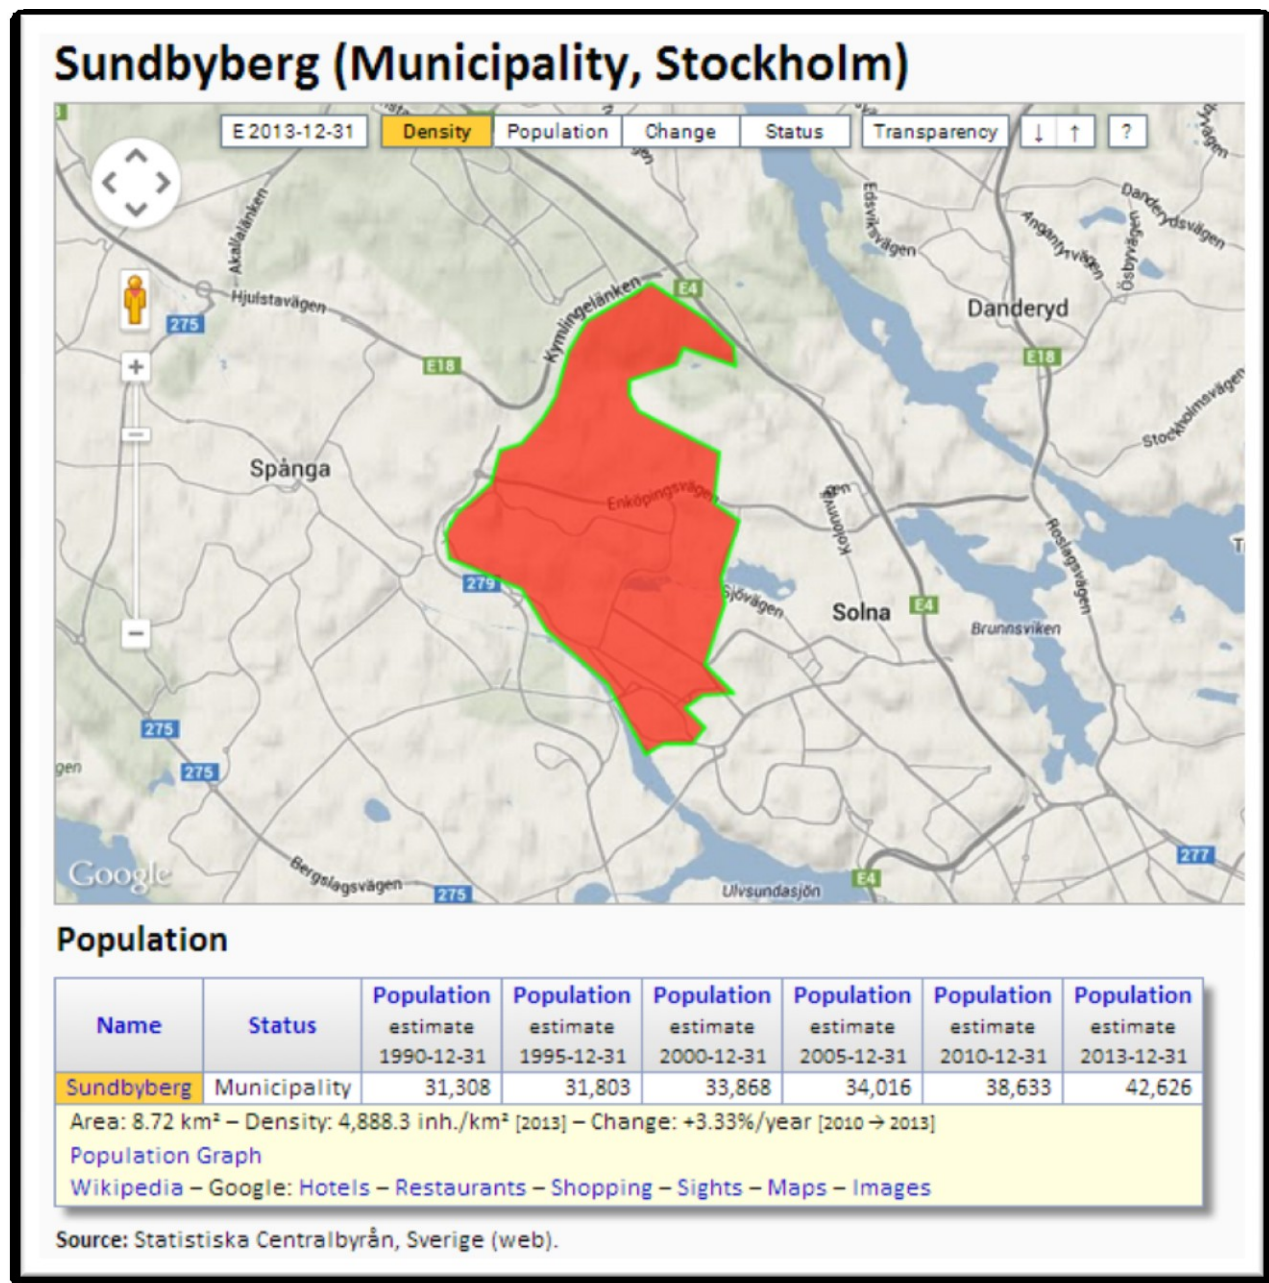 Sundbyberg (Municipality, Stockholm)
E 2013-12-31 Density Population Change Status Transparency ↓ ↑ ?
Akallalänken
Edsviksvägen
Danderydsvägen
Angantyrvägen
Ösbyvägen
Hjulstavägen
Kymlingelänken
E4
275
Danderyd
E18
E18
Stockholmsvägen
Spånga
Enköpingsvägen
Kolonnvägen
Roslagsvägen
279
Sjövägen
Solna
E4
Brunnsviken
275
gen
275
277
Google
Bergslagsvägen
275
E4
Ulvsundasjön
Population
Name Status Population estimate 1990-12-31 Population estimate 1995-12-31 Population estimate 2000-12-31 Population estimate 2005-12-31 Population estimate 2010-12-31 Population estimate 2013-12-31
Sundbyberg Municipality 31,308 31,803 33,868 34,016 38,633 42,626
Area: 8.72 km² – Density: 4,888.3 inh./km² [2013] – Change: +3.33%/year [2010 → 2013]
Population Graph
Wikipedia – Google: Hotels – Restaurants – Shopping – Sights – Maps – Images
Source: Statistiska Centralbyrån, Sverige (web).